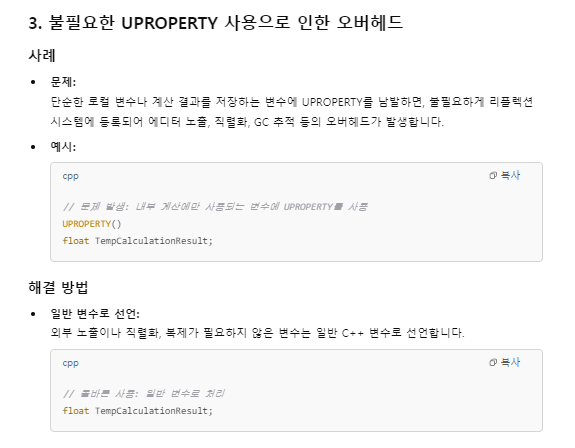 3. 불필요한 UPROPERTY 사용으로 인한 오버헤드
사례
문제:
단순한 로컬 변수나 계산 결과를 저장하는 변수에 UPROPERTY를 남발하면, 불필요하게 리플렉션
시스템에 등록되어 에디터 노출, 직렬화, GC 추적 등의 오버헤드가 발생합니다.
예시:
cpp
복사
// 문제 발생: 내부 계산에만 사용되는 변수에 UPROPERTY를 사용
UPROPERTY()
float TempCalculationResult;
해결 방법
일반 변수로 선언:
외부 노출이나 직렬화, 복제가 필요하지 않은 변수는 일반 C++ 변수로 선언합니다.
cpp
복사
// 올바른 사용: 일반 변수로 처리
float TempCalculationResult;